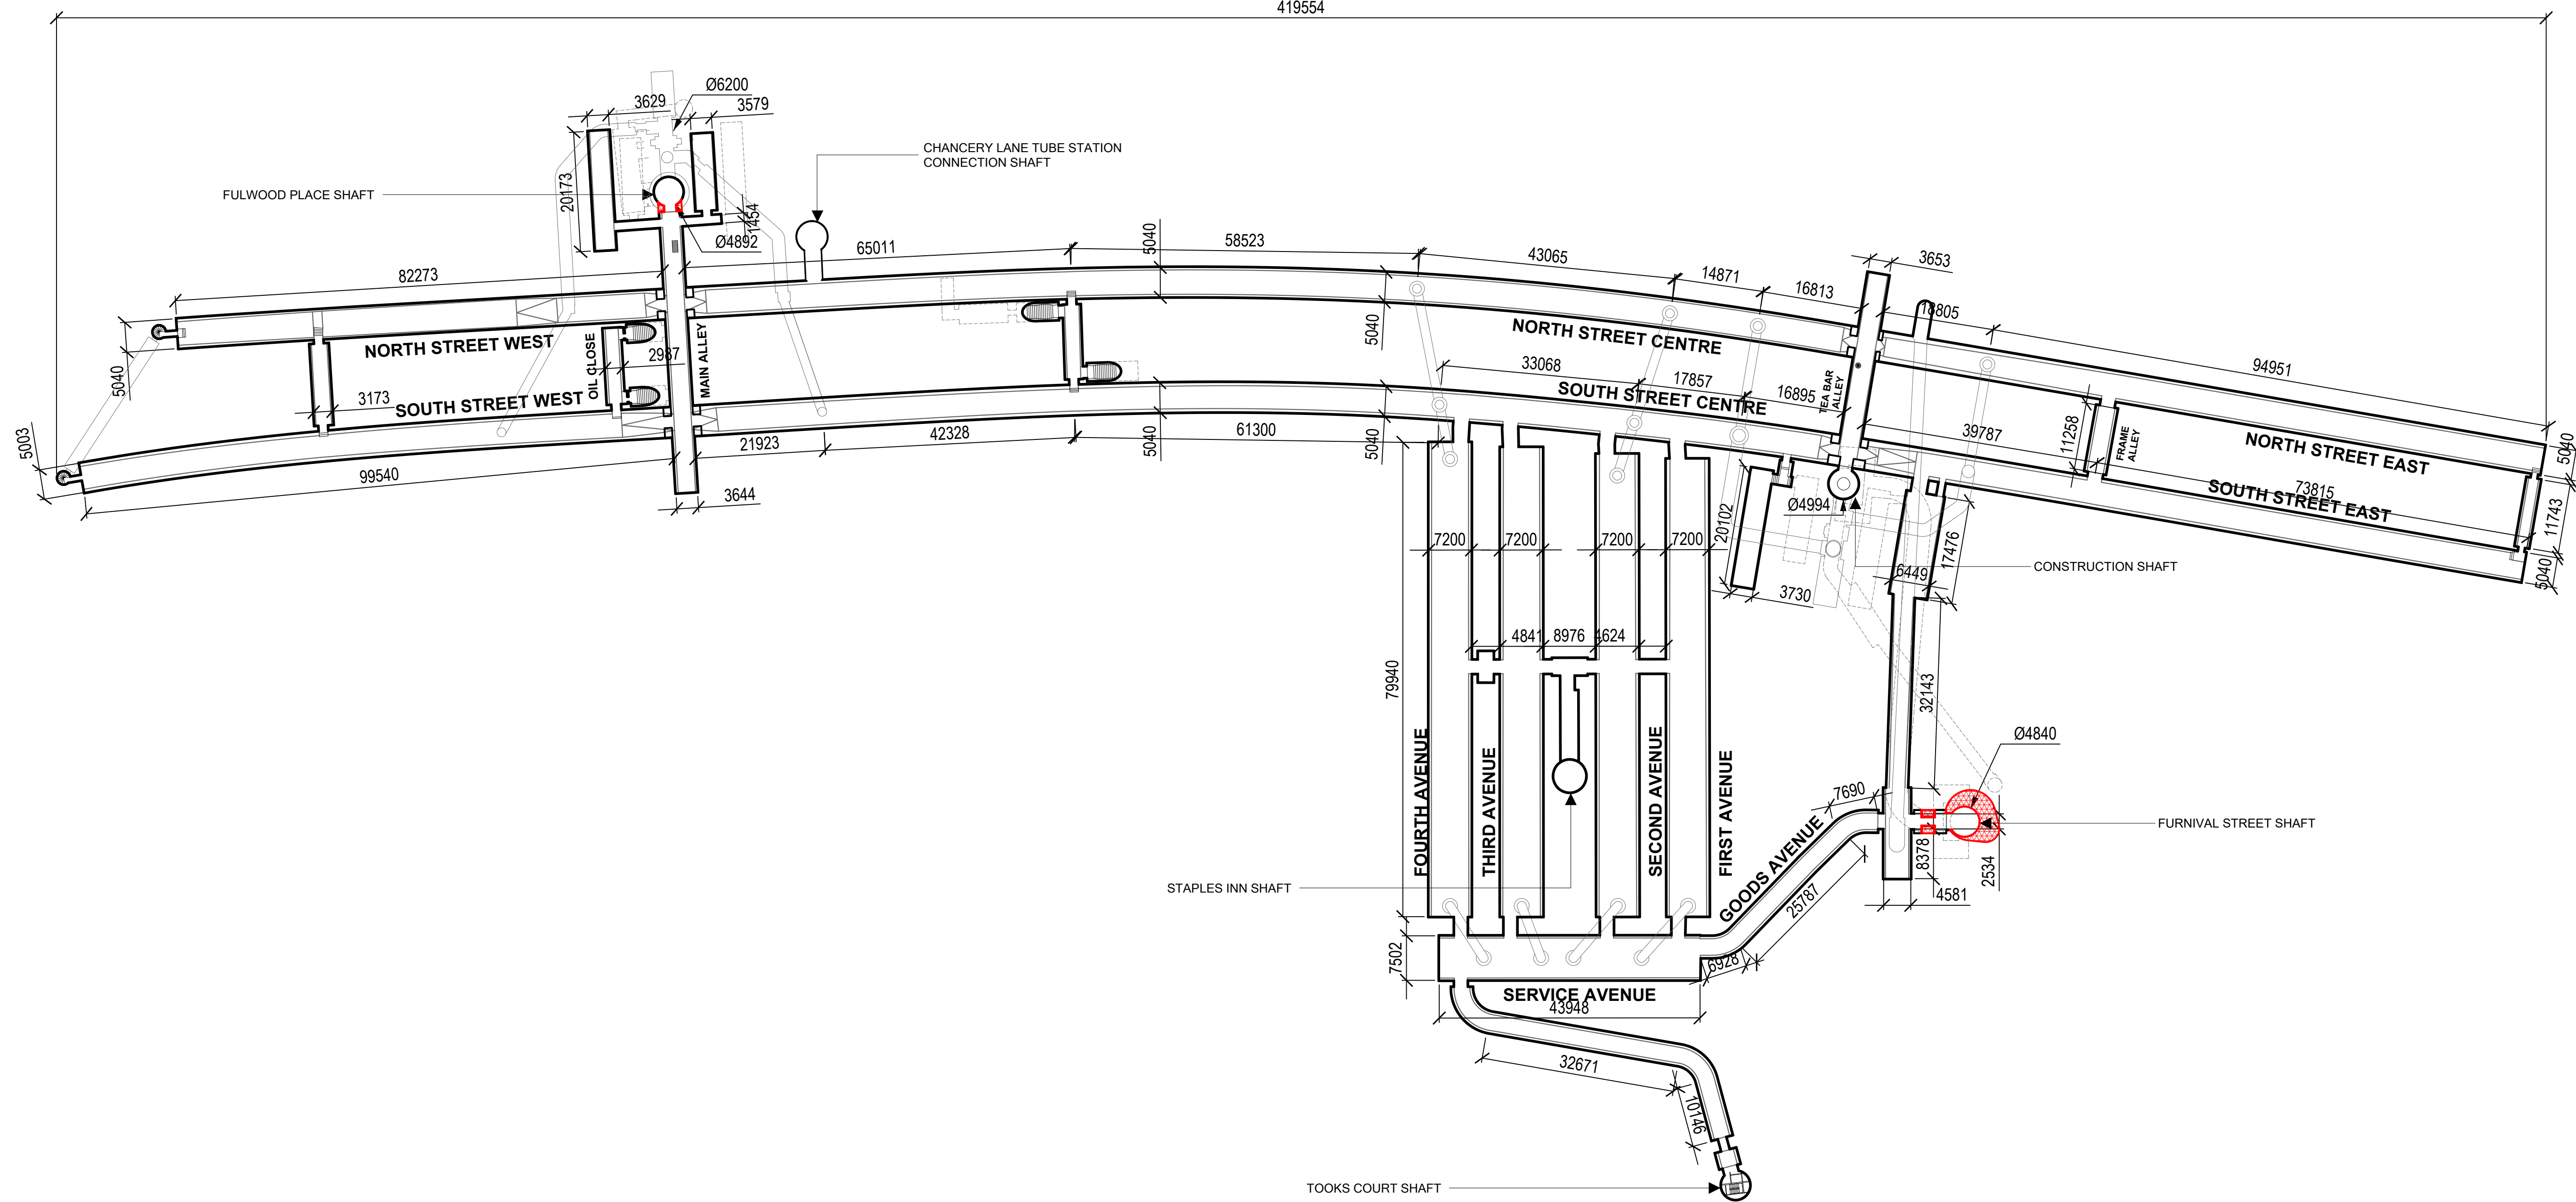 419554
Ø6200
3629
3579
CHANCERY LANE TUBE STATION
CONNECTION SHAFT
FULWOOD PLACE SHAFT
20173
1454
Ø4892
65011
5040
58523
43065
14871
16813
3653
18805
82273
94951
5040
NORTH STREET WEST
OIL CLOSE
2987
MAIN ALLEY
5040
NORTH STREET CENTRE
33068
17857
16895
TEA BAR
ALLEY
3173
SOUTH STREET WEST
SOUTH STREET CENTRE
39787
11258
FRAME
ALLEY
NORTH STREET EAST
5040
5003
99540
21923
42328
5040
61300
5040
73815
SOUTH STREET EAST
11743
5040
3644
Ø4994
20102
17476
7200
7200
7200
7200
6449
3730
CONSTRUCTION SHAFT
4841
8976
4624
79940
32143
Ø4840
7690
FOURTH AVENUE
THIRD AVENUE
SECOND AVENUE
FIRST AVENUE
GOODS AVENUE
FURNIVAL STREET SHAFT
8378
2534
4581
STAPLES INN SHAFT
25787
7502
6928
SERVICE AVENUE
43948
32671
10146
TOOKS COURT SHAFT